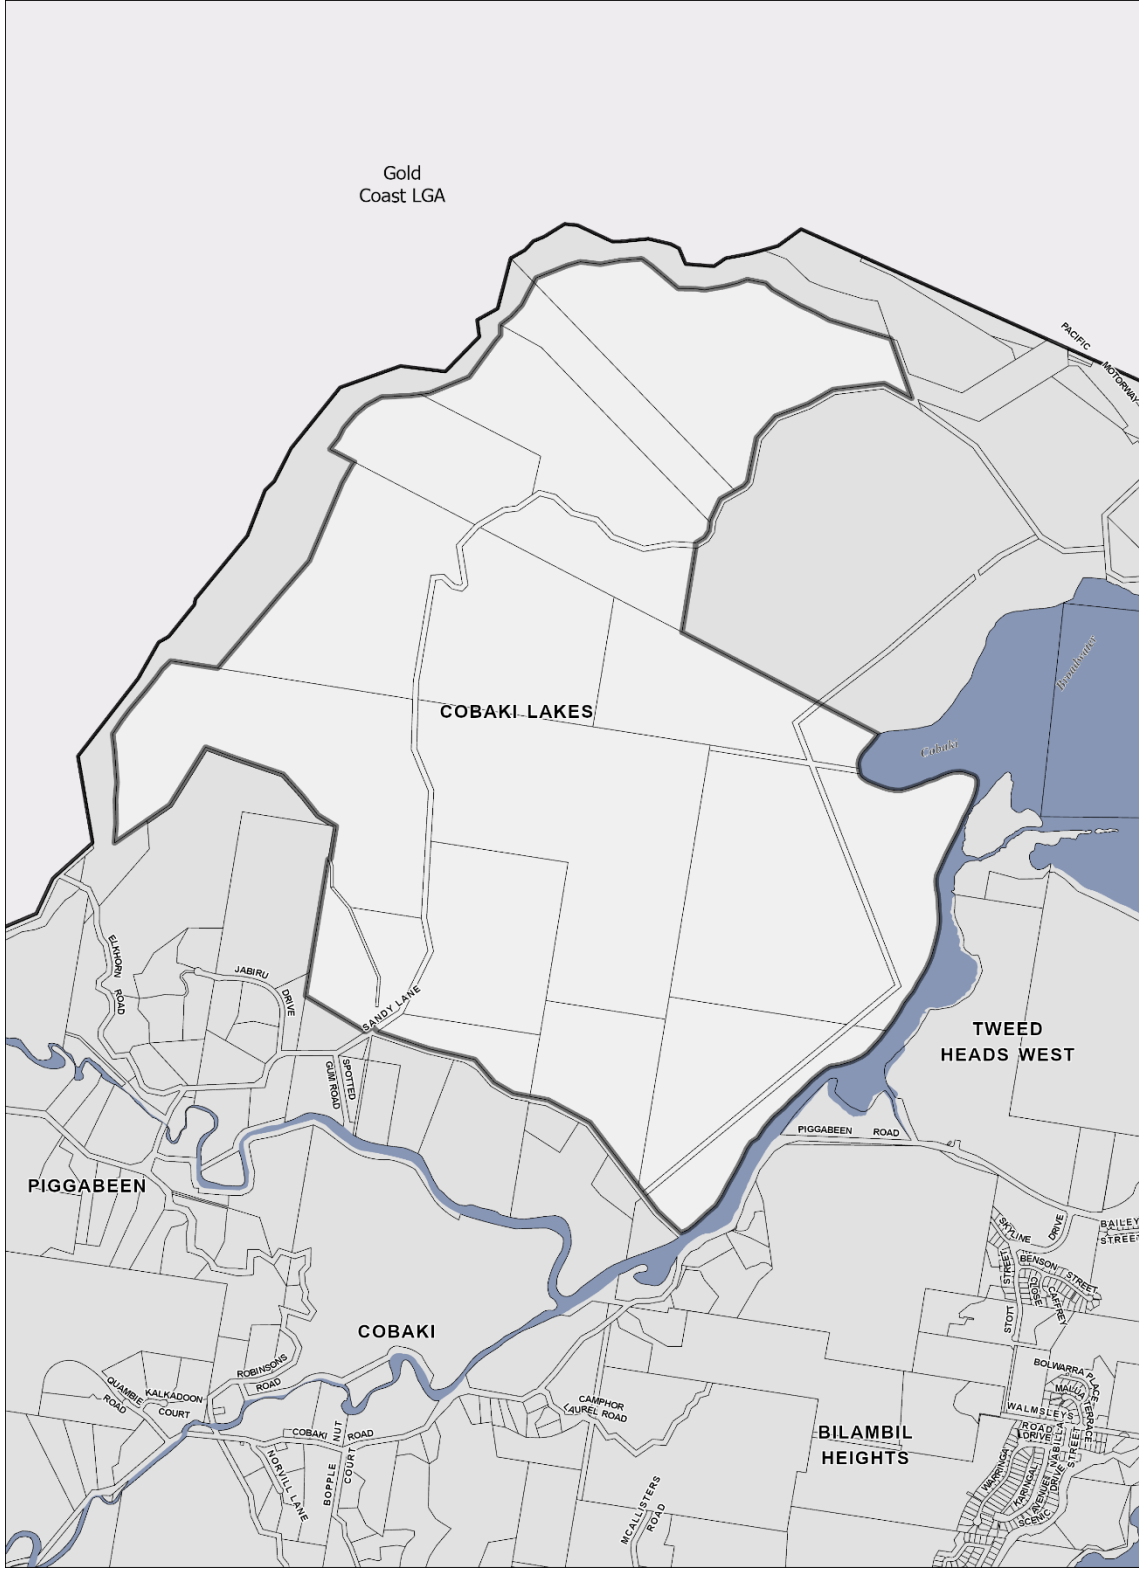 Gold
Coast LGA
PACIFIC
MOTORWAY
Broadwater
COBAKI LAKES
Cobaki
ELKHORN
ROAD
JABIRU
DRIVE
SANDY LANE
TWEED
HEADS WEST
SPOTTED
GUM ROAD
PIGGABEEN ROAD
PIGGABEEN
SKYLINE
DRIVE
BAILEY
STREET
BENSON STREET
CLOSE
CAFFREY
STOTT
STREET
COBAKI
ROBINSONS
ROAD
QUAMBIE
ROAD
KALKADOON
COURT
BOLWARRA PLACE
MALUA
TERRACE
CAMPHOR
LAUREL ROAD
WALMSLEYS
ROAD
COBAKI ROAD
BOPPLE NUT
COURT
NORVILL LANE
BILAMBIL
HEIGHTS
DRIVE
NABILLA
STREET
WARRINGA
KARINGAL
AVENUE
DRIVE
SCENIC
MCALLISTERS
ROAD